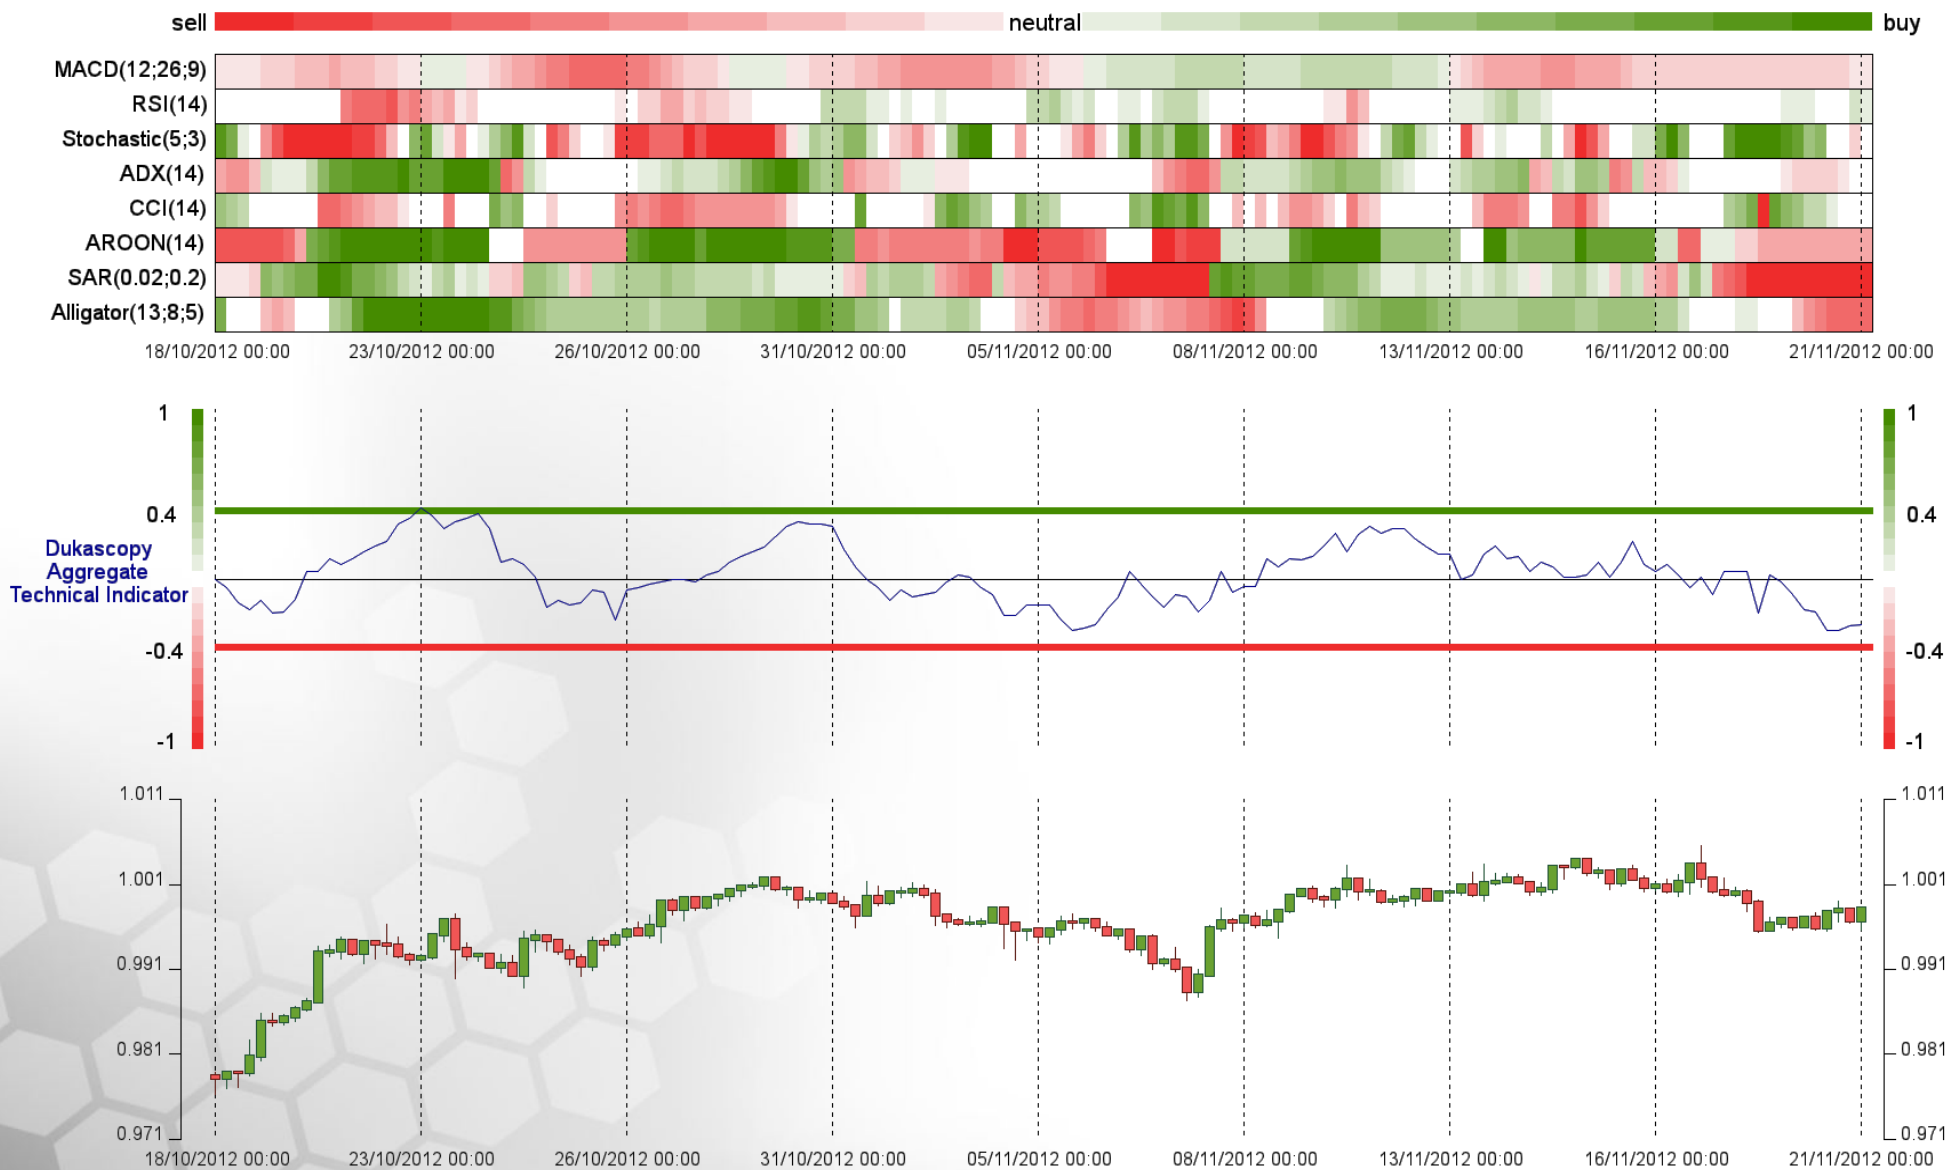 sell neutral buy
MACD(12;26;9)
RSI(14)
Stochastic(5;3)
ADX(14)
CCI(14)
AROON(14)
SAR(0.02;0.2)
Alligator(13;8;5)
18/10/2012 00:00 23/10/2012 00:00 26/10/2012 00:00 31/10/2012 00:00 05/11/2012 00:00 08/11/2012 00:00 13/11/2012 00:00 16/11/2012 00:00 21/11/2012 00:00
1 1
0.4 0.4
Dukascopy
Aggregate
Technical Indicator
-0.4 -0.4
-1 -1
1.011 1.011
1.001 1.001
0.991 0.991
0.981 0.981
0.971 0.971
18/10/2012 00:00 23/10/2012 00:00 26/10/2012 00:00 31/10/2012 00:00 05/11/2012 00:00 08/11/2012 00:00 13/11/2012 00:00 16/11/2012 00:00 21/11/2012 00:00